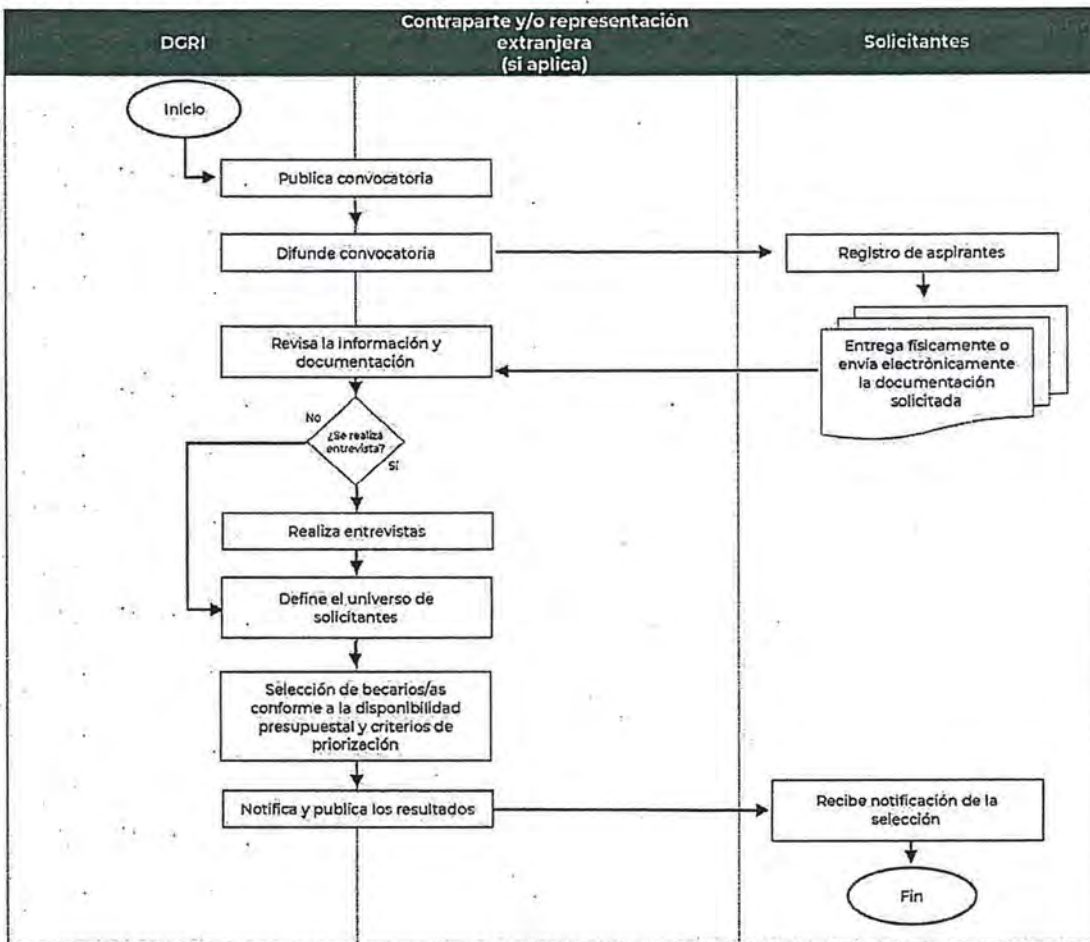 DGRI
Contraparte y/o representación
extranjera
(si aplica)
Solicitantes
Inicio
Publica convocatoria
Difunde convocatoria
Registro de aspirantes
Revisa la información y
documentación
Entrega físicamente o
envía electrónicamente
la documentación
solicitada
No
¿Se realiza
entrevista?
Sí
Realiza entrevistas
Define el universo de
solicitantes
Selección de becarios/as
conforme a la disponibilidad
presupuestal y criterios de
priorización
Notifica y publica los resultados
Recibe notificación de la
selección
Fin